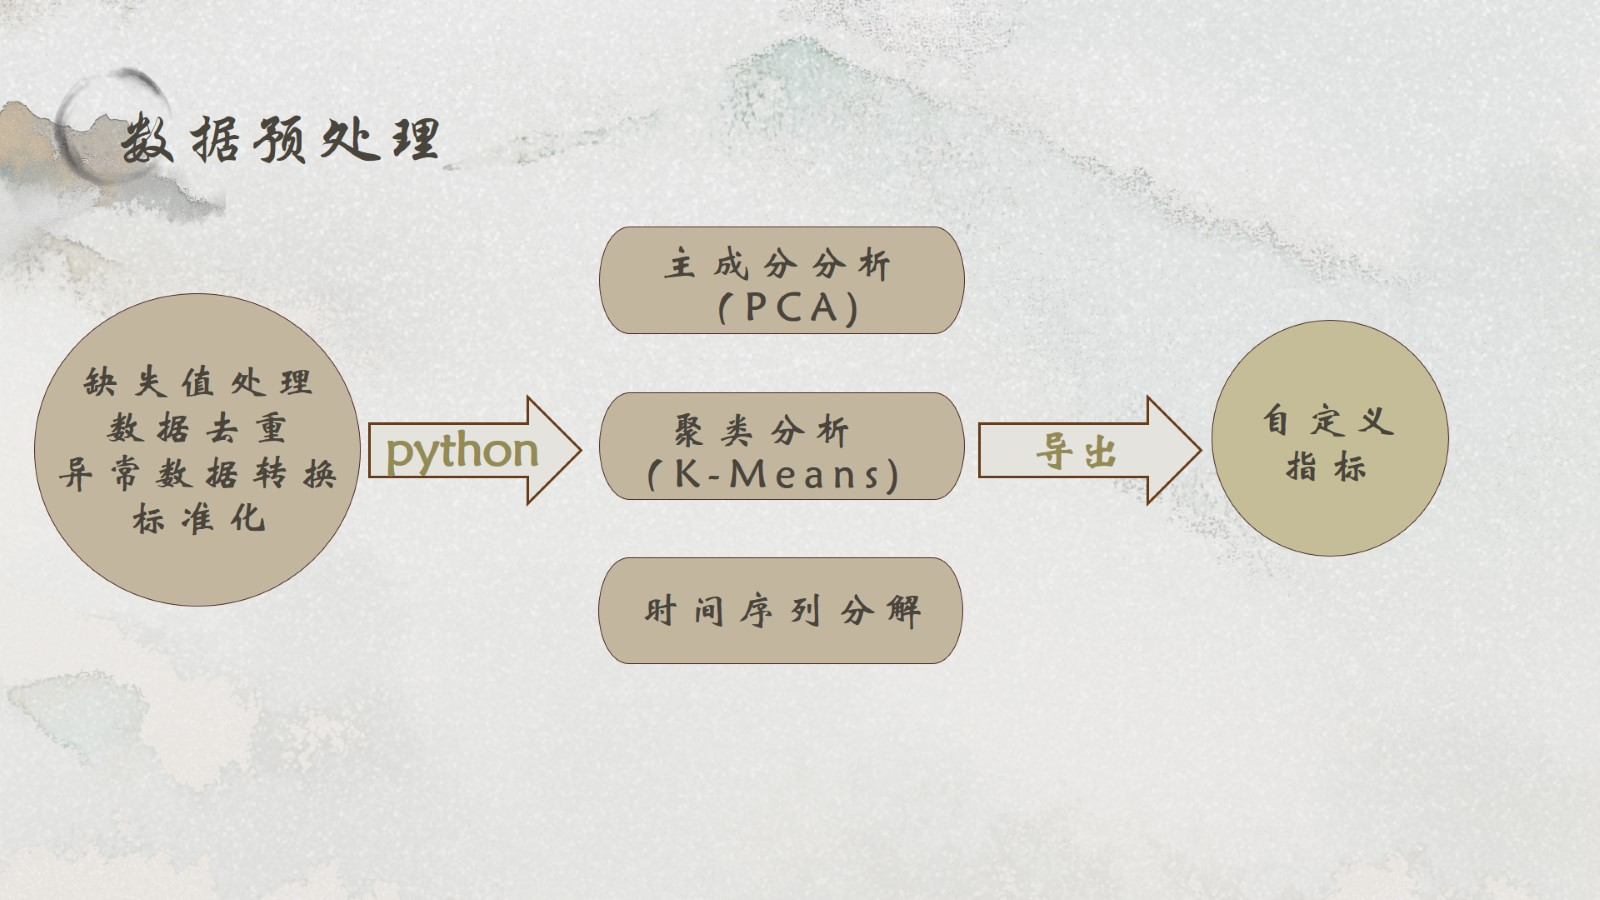 数据预处理
缺失值处理
数据去重
异常数据转换
标准化
python
主成分分析
(PCA)
聚类分析
(K-Means)
时间序列分解
导出
自定义
指标